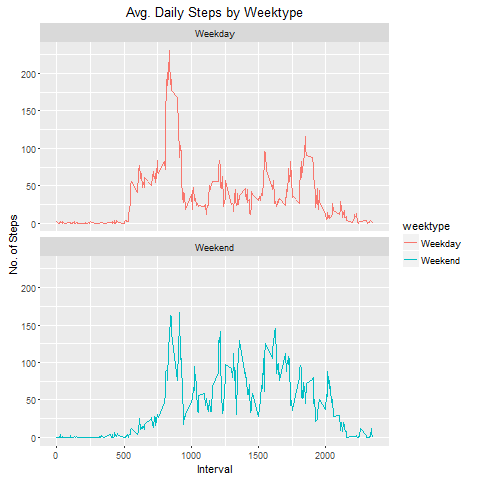 Avg. Daily Steps by Weektype
Weekday
200
150
100
50
0
Weekend
200
150
100
50
0
No. of Steps
0
500
1000
1500
2000
Interval
weektype
Weekday
Weekend